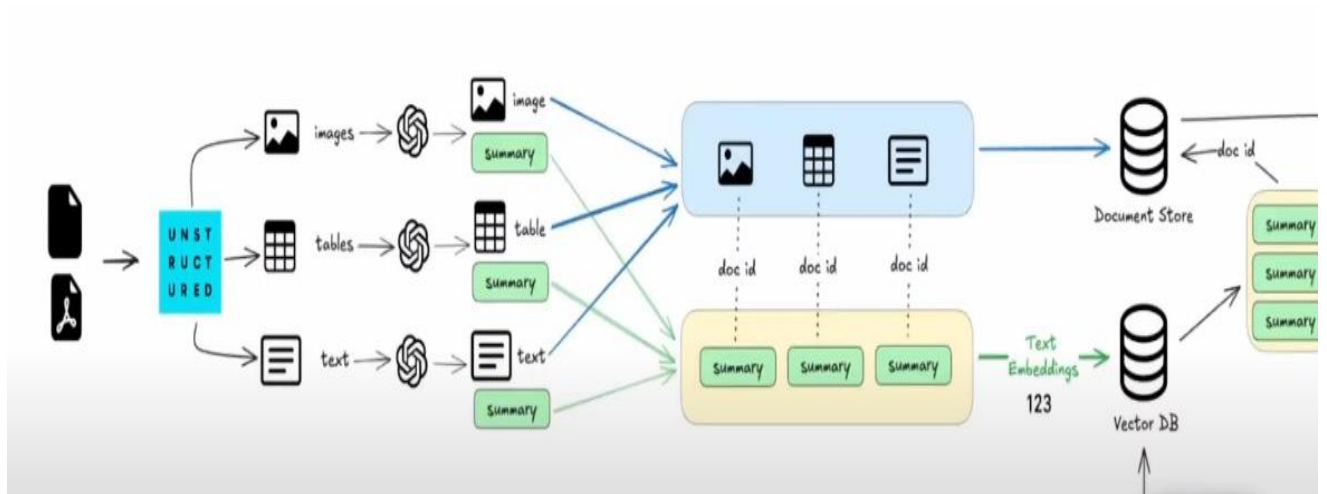 image
images
summary
UNST
RUCT
URED
tables
table
summary
text
text
summary
doc id
doc id
doc id
summary
summary
summary
Text
Embeddings
123
Document Store
doc id
Vector DB
Summary
Summary
Summary